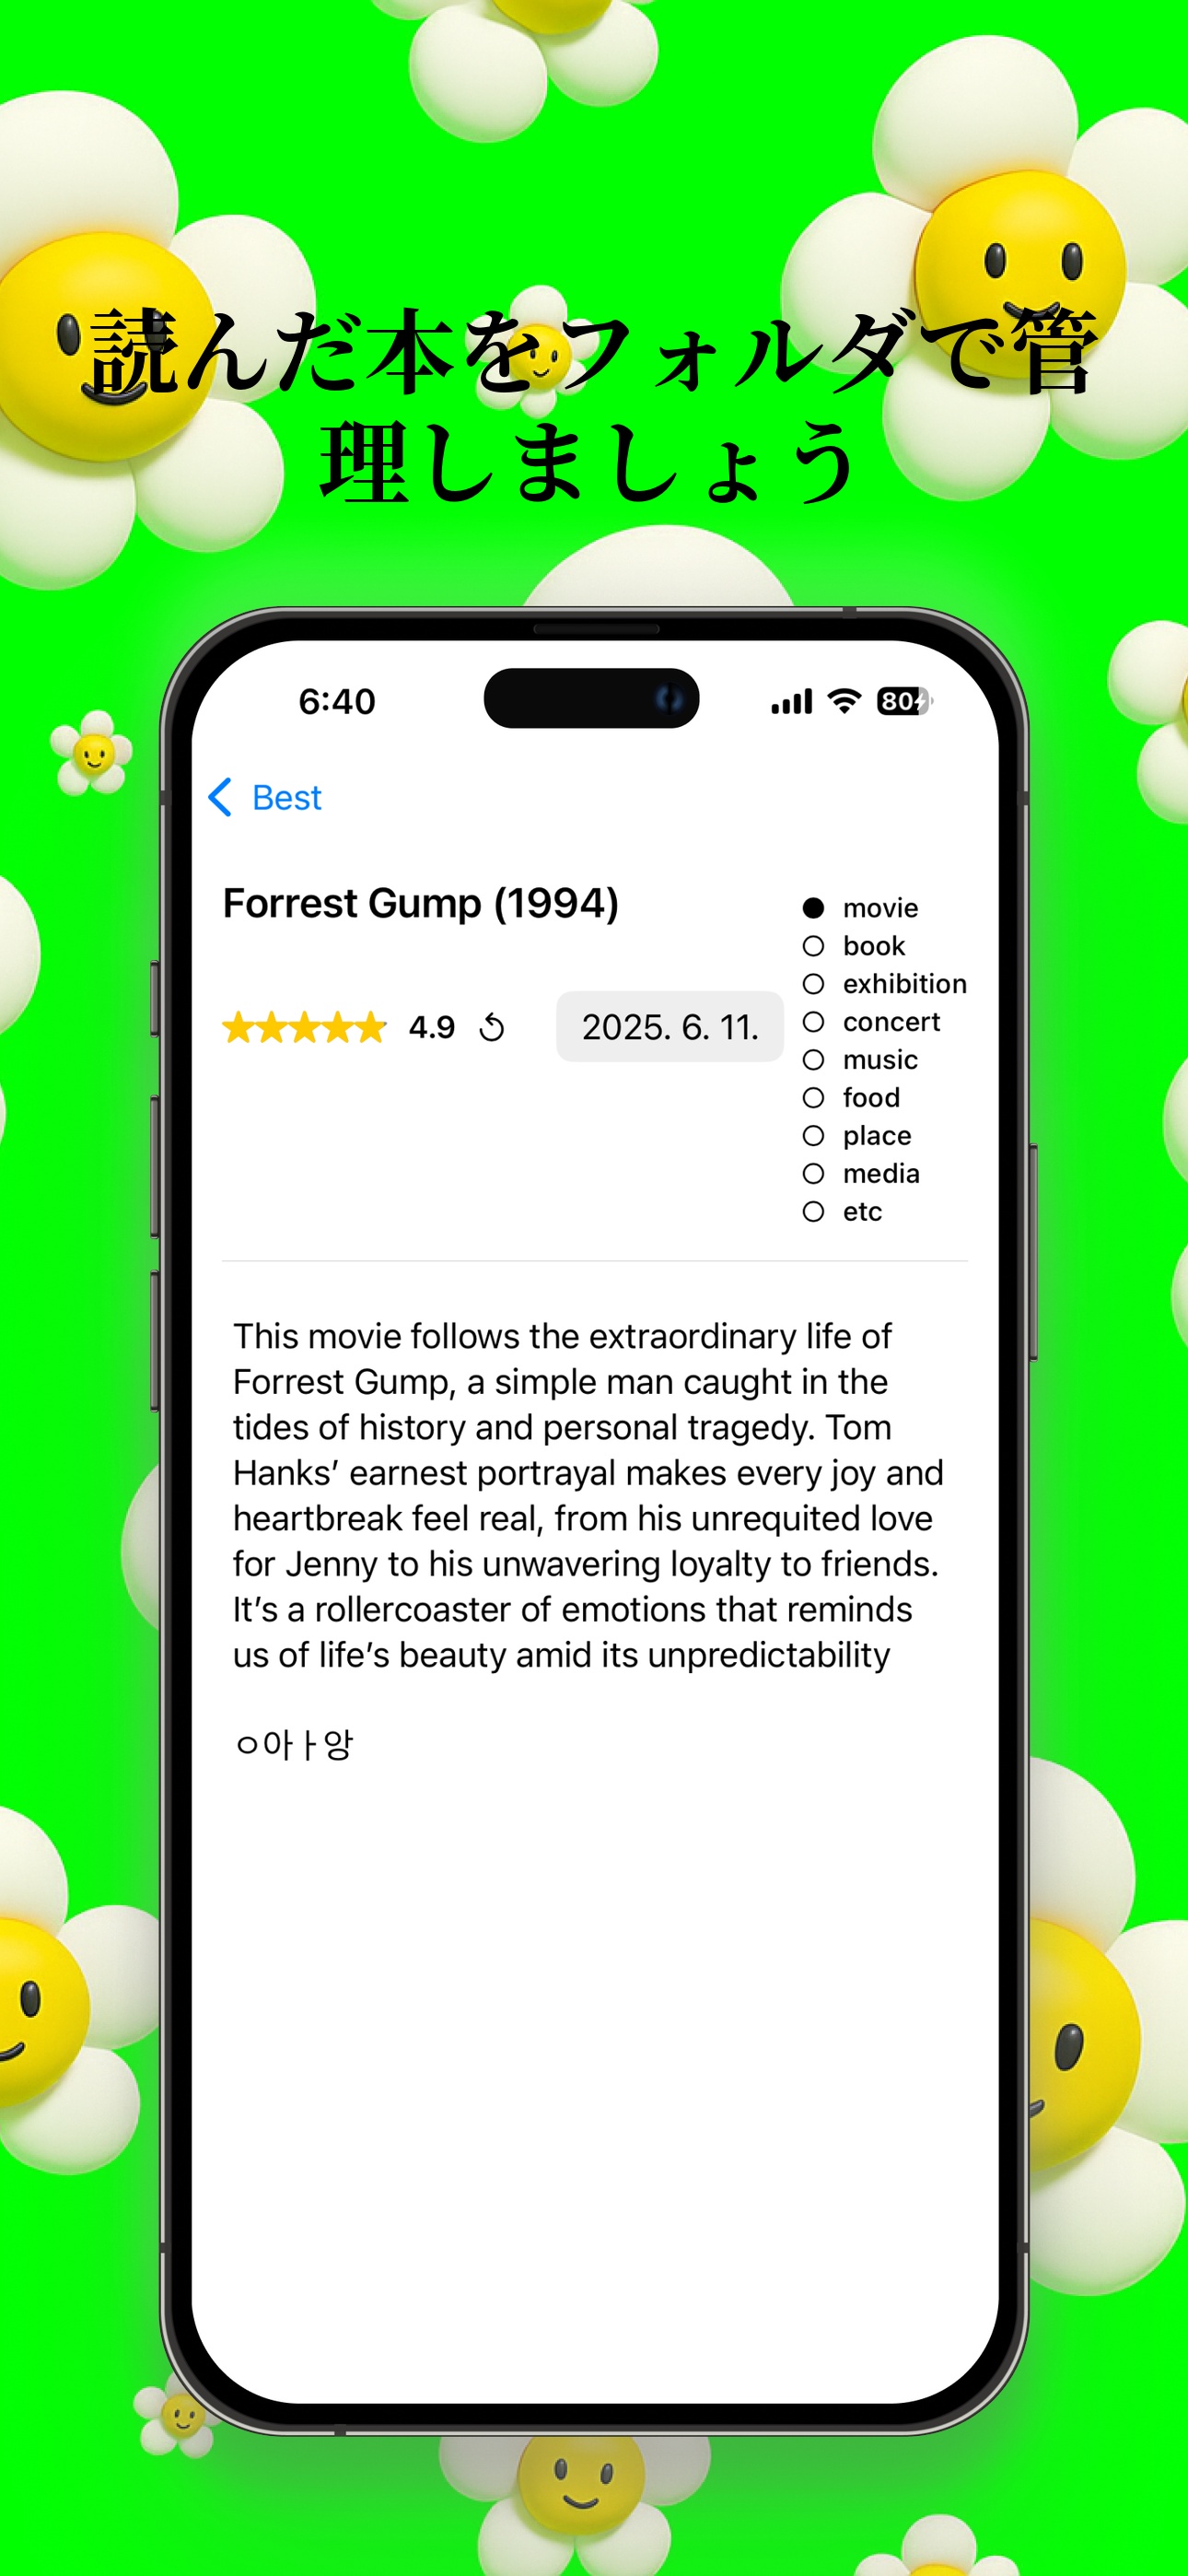 読んだ本をフォルダで管
理しましょう
6:40
80
Best
Forrest Gump (1994)
4.9
2025. 6. 11.
movie
book
exhibition
concert
music
food
place
media
etc
This movie follows the extraordinary life of
Forrest Gump, a simple man caught in the
tides of history and personal tragedy. Tom
Hanks’ earnest portrayal makes every joy and
heartbreak feel real, from his unrequited love
for Jenny to his unwavering loyalty to friends.
It’s a rollercoaster of emotions that reminds
us of life’s beauty amid its unpredictability
ㅇ아ㅏ앙